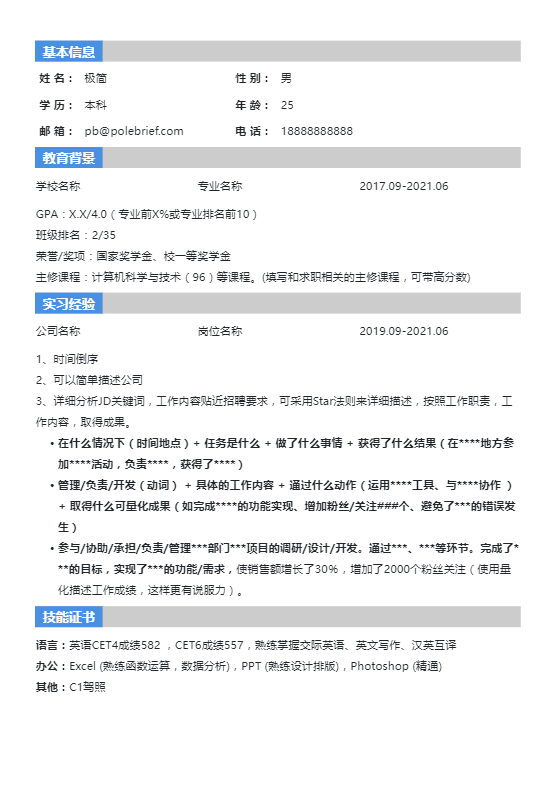 基本信息
姓 名： 极简 性 别： 男
学 历： 本科 年 龄： 25
邮 箱： pb@polebrief.com 电 话： 18888888888
教育背景
学校名称 专业名称 2017.09-2021.06
GPA：X.X/4.0（专业前X%或专业排名前10）
班级排名：2/35
荣誉/奖项：国家奖学金、校一等奖学金
主修课程：计算机科学与技术（96）等课程。(填写和求职相关的主修课程，可带高分数)
实习经验
公司名称 岗位名称 2019.09-2021.06
1、时间倒序
2、可以简单描述公司
3、详细分析JD关键词，工作内容贴近招聘要求，可采用Star法则来详细描述，按照工作职责，工
作内容，取得成果。
• 在什么情况下（时间地点）+ 任务是什么 + 做了什么事情 + 获得了什么结果（在****地方参
加****活动，负责****，获得了****）
• 管理/负责/开发（动词） + 具体的工作内容 + 通过什么动作（运用****工具、与****协作 ）
+ 取得什么可量化成果（如完成****的功能实现、增加粉丝/关注###个、避免了***的错误发
生）
• 参与/协助/承担/负责/管理***部门***项目的调研/设计/开发。通过***、***等环节。完成了*
**的目标，实现了***的功能/需求，使销售额增长了30%，增加了2000个粉丝关注（使用量
化描述工作成绩，这样更有说服力）。
技能证书
语言：英语CET4成绩582 ，CET6成绩557，熟练掌握交际英语、英文写作、汉英互译
办公：Excel (熟练函数运算，数据分析)，PPT (熟练设计排版)，Photoshop (精通)
其他：C1驾照